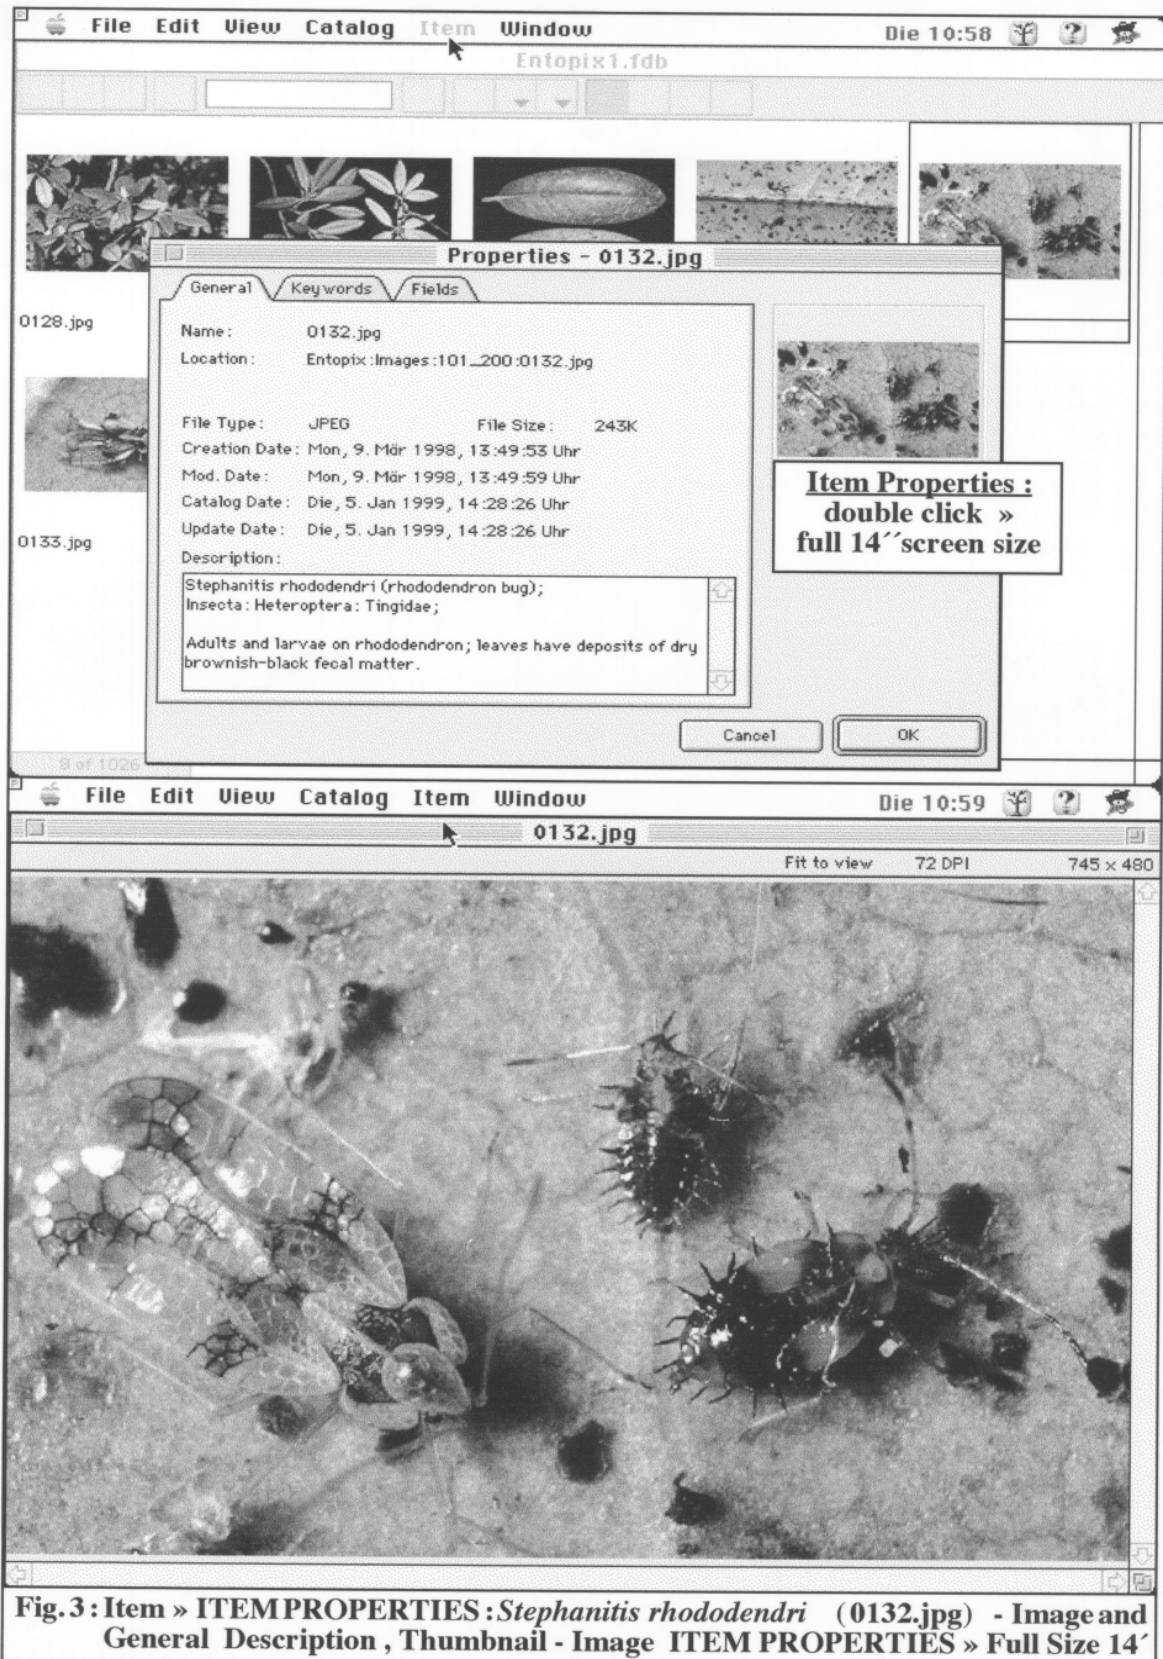 File Edit View Catalog Item Window Die 10:58
Entopix1.fdb
Properties - 0132.jpg
General Keywords Fields
0128.jpg
Name: 0132.jpg
Location: Entopix:Images:101_200:0132.jpg
File Type: JPEG File Size: 243K
Creation Date: Mon, 9. Mär 1998, 13:49:53 Uhr
Mod. Date: Mon, 9. Mär 1998, 13:49:59 Uhr
Catalog Date: Die, 5. Jan 1999, 14:28:26 Uhr
Update Date: Die, 5. Jan 1999, 14:28:26 Uhr
Item Properties :
double click »
full 14´´screen size
0133.jpg
Description:
Stephanitis rhododendri (rhododendron bug);
Insecta: Heteroptera: Tingidae;
Adults and larvae on rhododendron; leaves have deposits of dry
brownish-black fecal matter.
Cancel OK
8 of 1026
File Edit View Catalog Item Window Die 10:59
0132.jpg
Fit to view 72 DPI 745 x 480
Fig. 3 : Item » ITEM PROPERTIES : Stephanitis rhododendri (0132.jpg) - Image and
General Description , Thumbnail - Image ITEM PROPERTIES » Full Size 14´